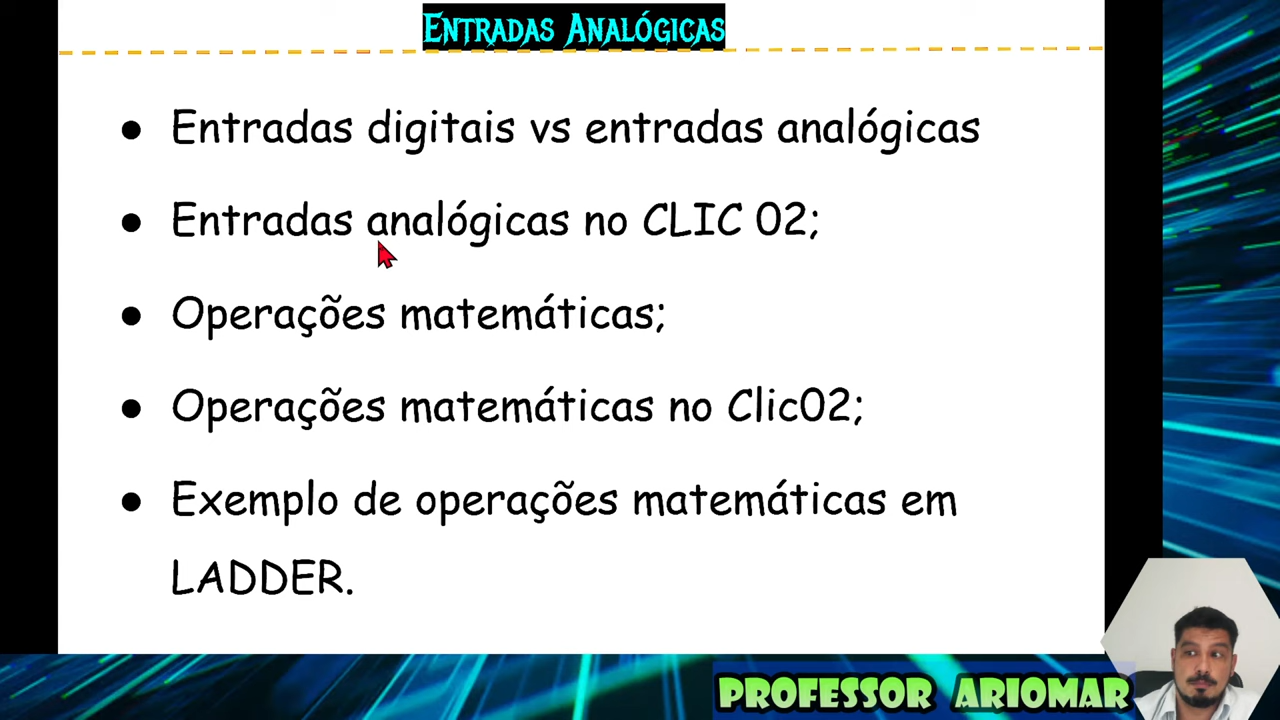 ENTRADAS ANALÓGICAS
● Entradas digitais vs entradas analógicas
● Entradas analógicas no CLIC 02;
● Operações matemáticas;
● Operações matemáticas no Clic02;
● Exemplo de operações matemáticas em
LADDER.
PROFESSOR ARIOMAR